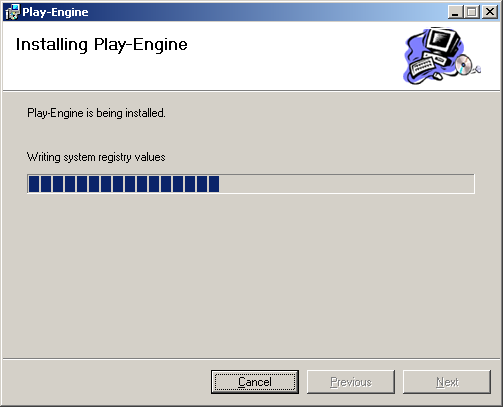 Play-Engine
Installing Play-Engine
Play-Engine is being installed.
Writing system registry values
Cancel
Previous
Next